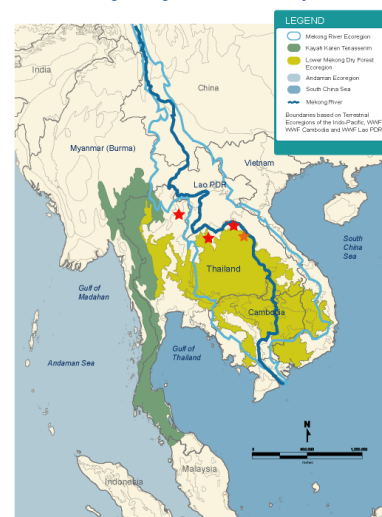 LEGEND
Mekong River Ecoregion
Kayah Karen Tenasserim
Lower Mekong Dry Forest
Ecoregion
Andaman Ecoregion
South China Sea
Mekong River
Boundaries based on Terrestrial
Ecoregions of the Indo-Pacific, WWF
WWF Cambodia and WWF Lao PDR
India
China
Myanmar (Burma)
Vietnam
Lao PDR
South
China
Sea
Thailand
Gulf of
Madahan
Cambodia
Gulf of
Thailand
Andaman Sea
N
Malaysia
Indonesia